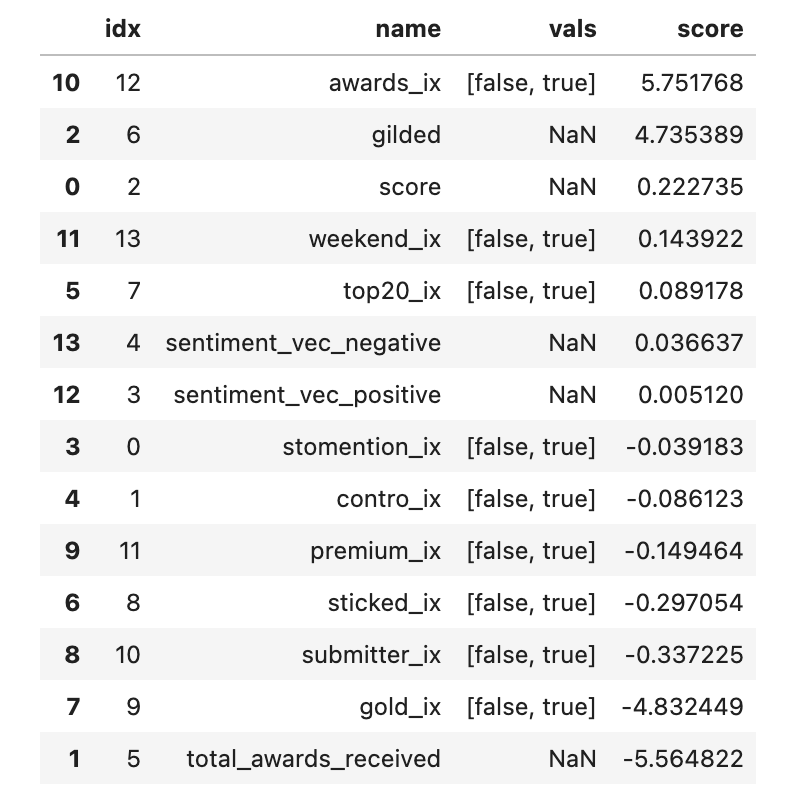 idx name vals score
10 12 awards_ix [false, true] 5.751768
2 6 gilded NaN 4.735389
0 2 score NaN 0.222735
11 13 weekend_ix [false, true] 0.143922
5 7 top20_ix [false, true] 0.089178
13 4 sentiment_vec_negative NaN 0.036637
12 3 sentiment_vec_positive NaN 0.005120
3 0 stomention_ix [false, true] -0.039183
4 1 contro_ix [false, true] -0.086123
9 11 premium_ix [false, true] -0.149464
6 8 sticked_ix [false, true] -0.297054
8 10 submitter_ix [false, true] -0.337225
7 9 gold_ix [false, true] -4.832449
1 5 total_awards_received NaN -5.564822